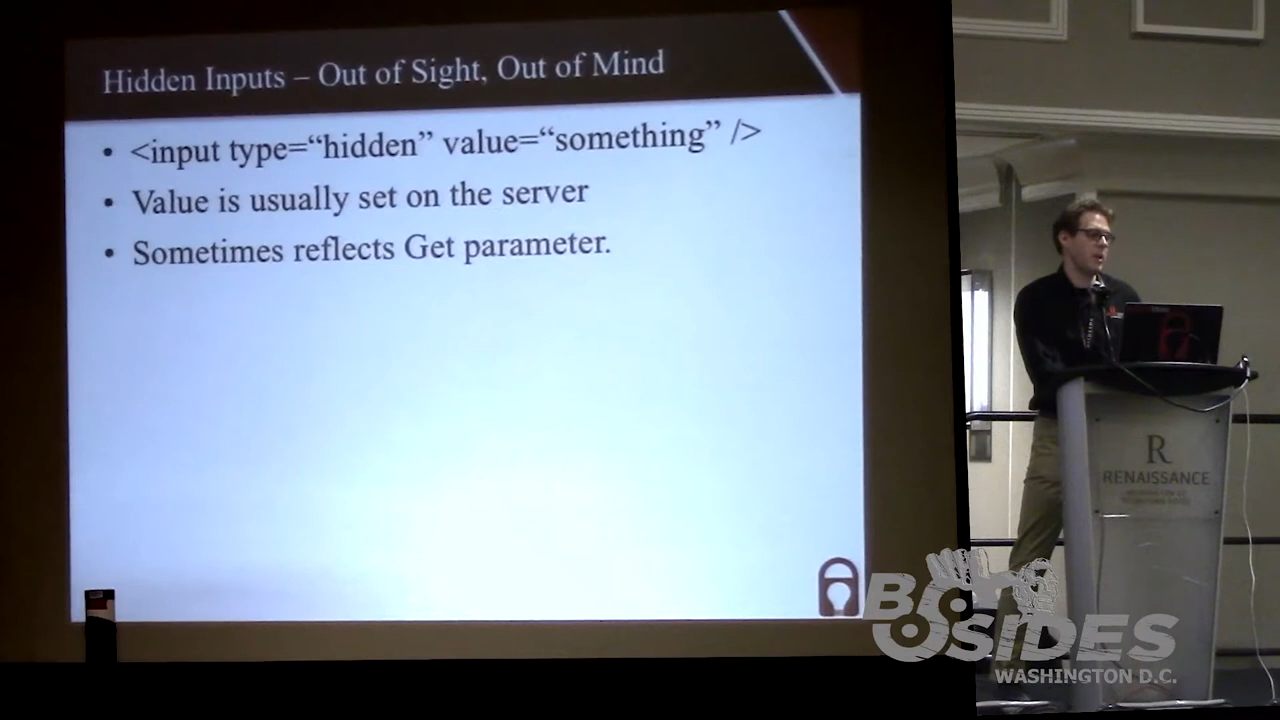 Hidden Inputs – Out of Sight, Out of Mind
• <input type=“hidden” value=“something” />
• Value is usually set on the server
• Sometimes reflects Get parameter.
R
RENAISSANCE
BSIDES
WASHINGTON D.C.